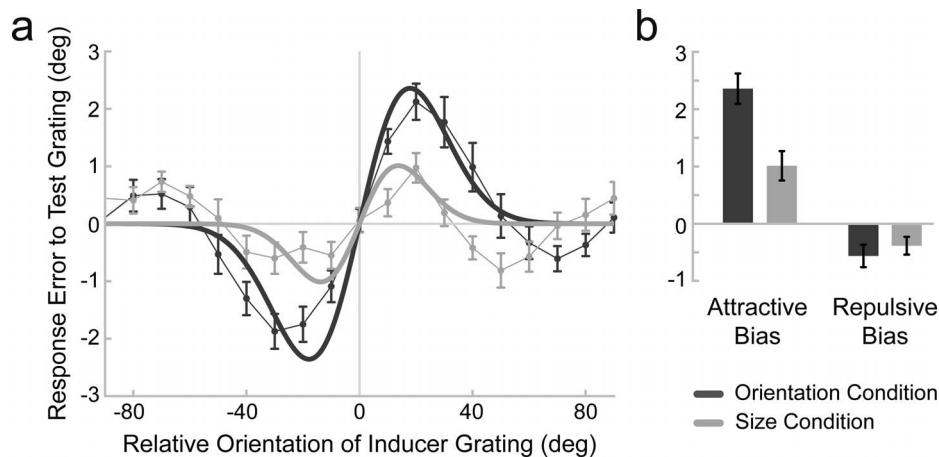 a
Response Error to Test Grating (deg)
3
2
1
0
-1
-2
-3
-80
-40
0
40
80
Relative Orientation of Inducer Grating (deg)
b
3
2
1
0
-1
Attractive
Bias
Repulsive
Bias
Orientation Condition
Size Condition